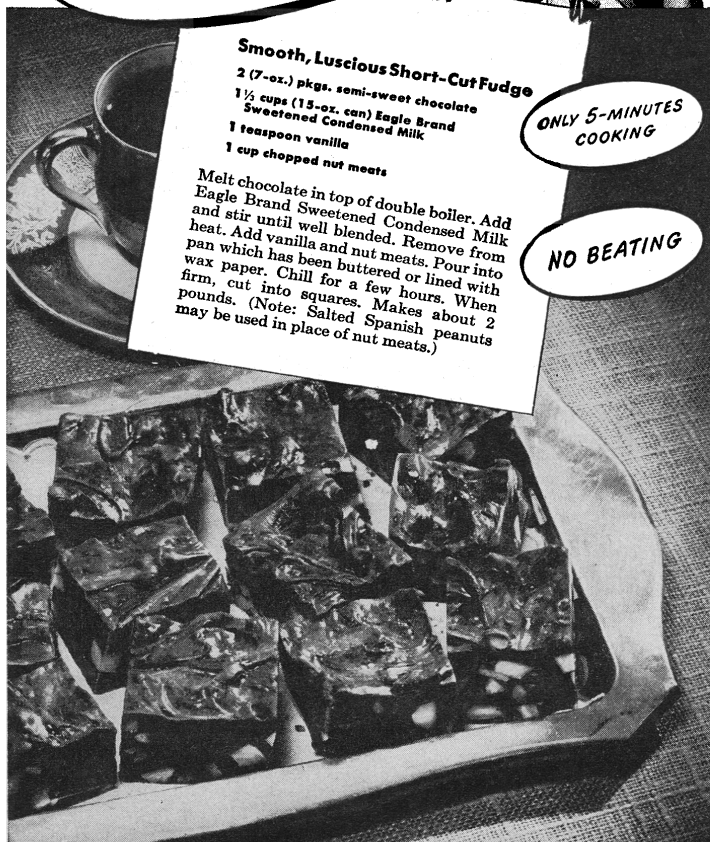 Smooth, Luscious Short-Cut Fudge
2 (7-oz.) pkgs. semi-sweet chocolate
1⅓ cups (15-oz. can) Eagle Brand
Sweetened Condensed Milk
1 teaspoon vanilla
1 cup chopped nut meats
Melt chocolate in top of double boiler. Add
Eagle Brand Sweetened Condensed Milk
and stir until well blended. Remove from
heat. Add vanilla and nut meats. Pour into
pan which has been buttered or lined with
wax paper. Chill for a few hours. When
firm, cut into squares. Makes about 2
pounds. (Note: Salted Spanish peanuts
may be used in place of nut meats.)
ONLY 5-MINUTES
COOKING
NO BEATING